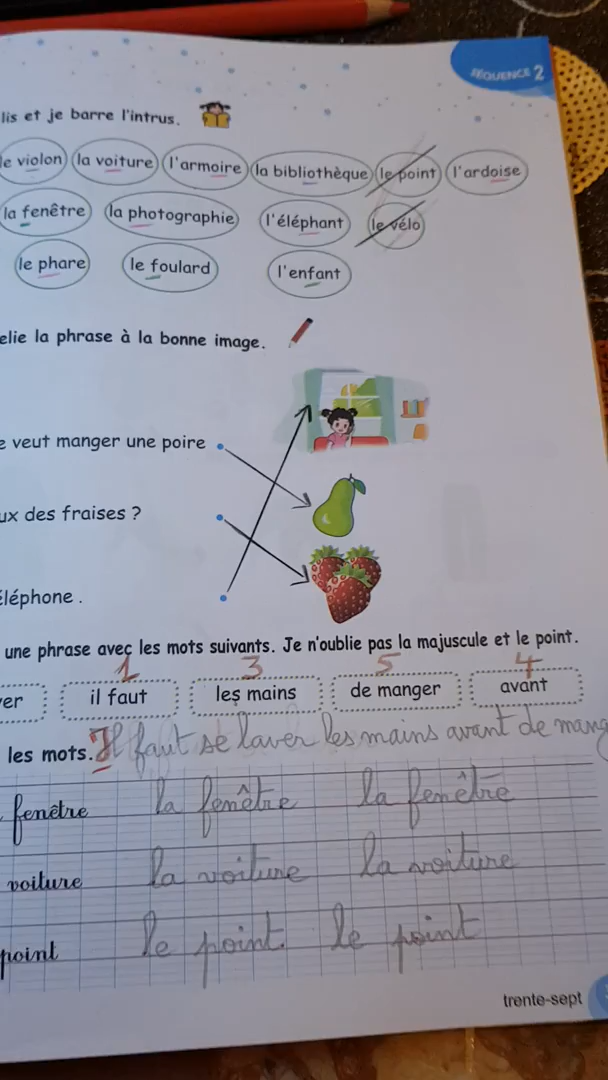 SÉQUENCE 2
lis et je barre l'intrus.
le violon la voiture l'armoire la bibliothèque le point l'ardoise
la fenêtre la photographie l'éléphant le vélo
le phare le foulard l'enfant
elie la phrase à la bonne image.
e veut manger une poire
ux des fraises ?
éléphone .
une phrase avec les mots suivants. Je n'oublie pas la majuscule et le point.
1 3 5 4
ver il faut les mains de manger avant
les mots. Il faut se laver les mains avant de mang
fenêtre la fenêtre la fenêtre
voiture la voiture la voiture
point le point le point
trente-sept